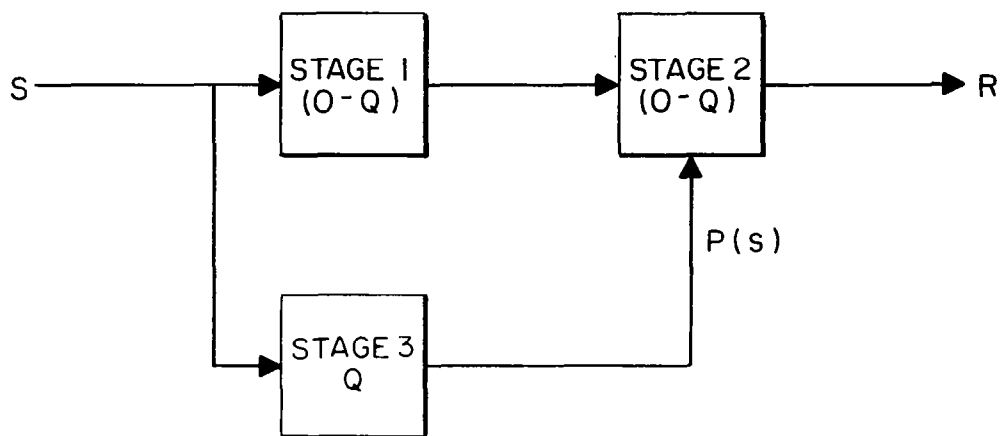 S
STAGE 1
(O-Q)
STAGE 2
(O-Q)
R
P(s)
STAGE 3
Q